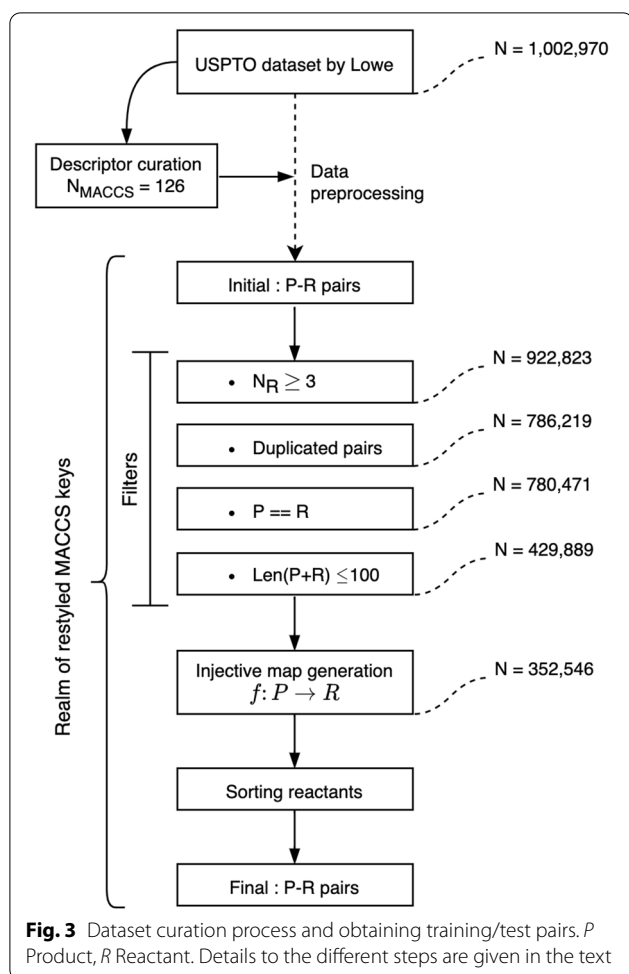 USPTO dataset by Lowe
N = 1,002,970
Descriptor curation
N_MACCS = 126
Data
preprocessing
Initial : P-R pairs
Realm of restyled MACCS keys
Filters
• N_R ≥ 3
N = 922,823
• Duplicated pairs
N = 786,219
• P == R
N = 780,471
• Len(P+R) ≤100
N = 429,889
Injective map generation
f: P → R
N = 352,546
Sorting reactants
Final : P-R pairs
Fig. 3 Dataset curation process and obtaining training/test pairs. P
Product, R Reactant. Details to the different steps are given in the text